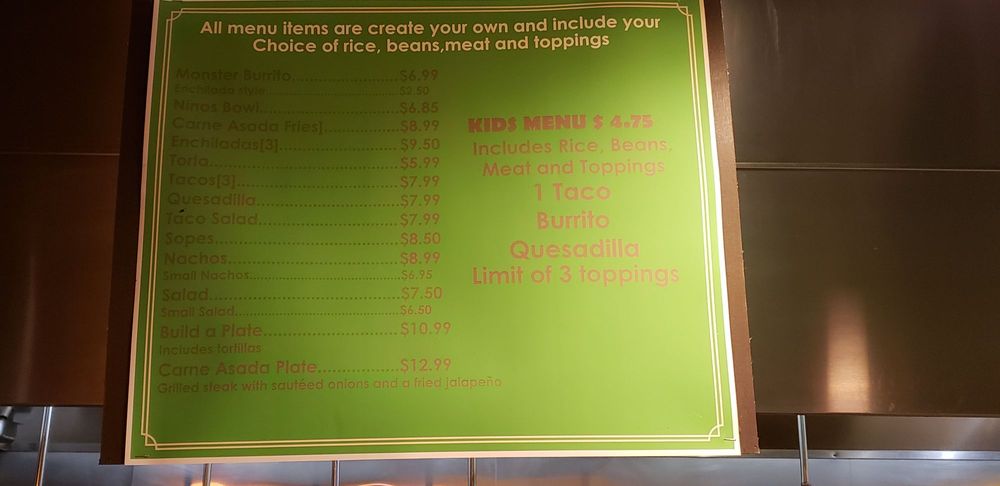 All menu items are create your own and include your
Choice of rice, beans,meat and toppings
Monster Burrito..............................$6.99
Enchilada style..............................$2.50
Ninos Bowl..............................$6.85
Carne Asada Fries]..............................$8.99
Enchiladas[3]..............................$9.50
Torta..............................$5.99
Tacos[3]..............................$7.99
Quesadilla..............................$7.99
Taco Salad..............................$7.99
Sopes..............................$8.50
Nachos..............................$8.99
Small Nachos..............................$6.95
Salad..............................$7.50
Small Salad..............................$6.50
Build a Plate..............................$10.99
Includes tortillas
Carne Asada Plate..............................$12.99
Grilled steak with sautéed onions and a fried jalapeño
KIDS MENU $ 4.75
Includes Rice, Beans,
Meat and Toppings
1 Taco
Burrito
Quesadilla
Limit of 3 toppings